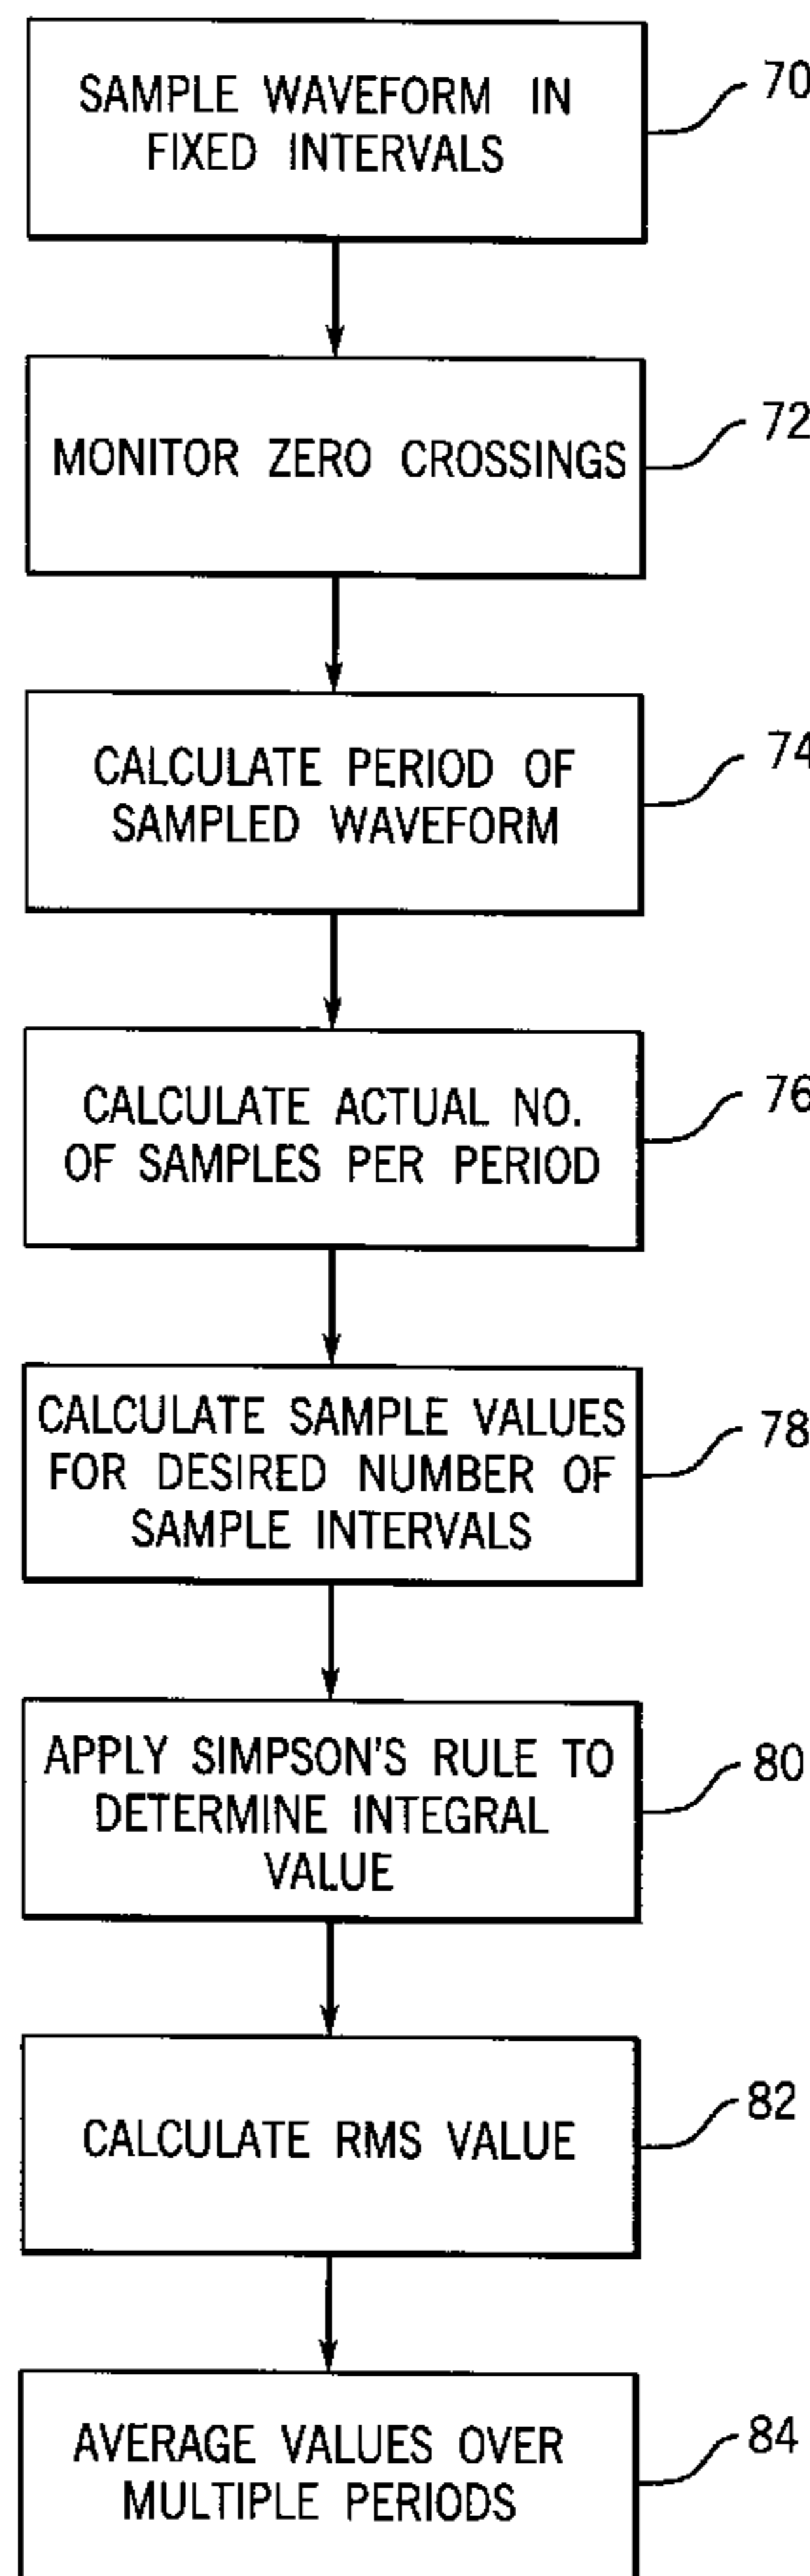 SAMPLE WAVEFORM IN
FIXED INTERVALS
70
MONITOR ZERO CROSSINGS
72
CALCULATE PERIOD OF
SAMPLED WAVEFORM
74
CALCULATE ACTUAL NO.
OF SAMPLES PER PERIOD
76
CALCULATE SAMPLE VALUES
FOR DESIRED NUMBER OF
SAMPLE INTERVALS
78
APPLY SIMPSON'S RULE TO
DETERMINE INTEGRAL
VALUE
80
CALCULATE RMS VALUE
82
AVERAGE VALUES OVER
MULTIPLE PERIODS
84